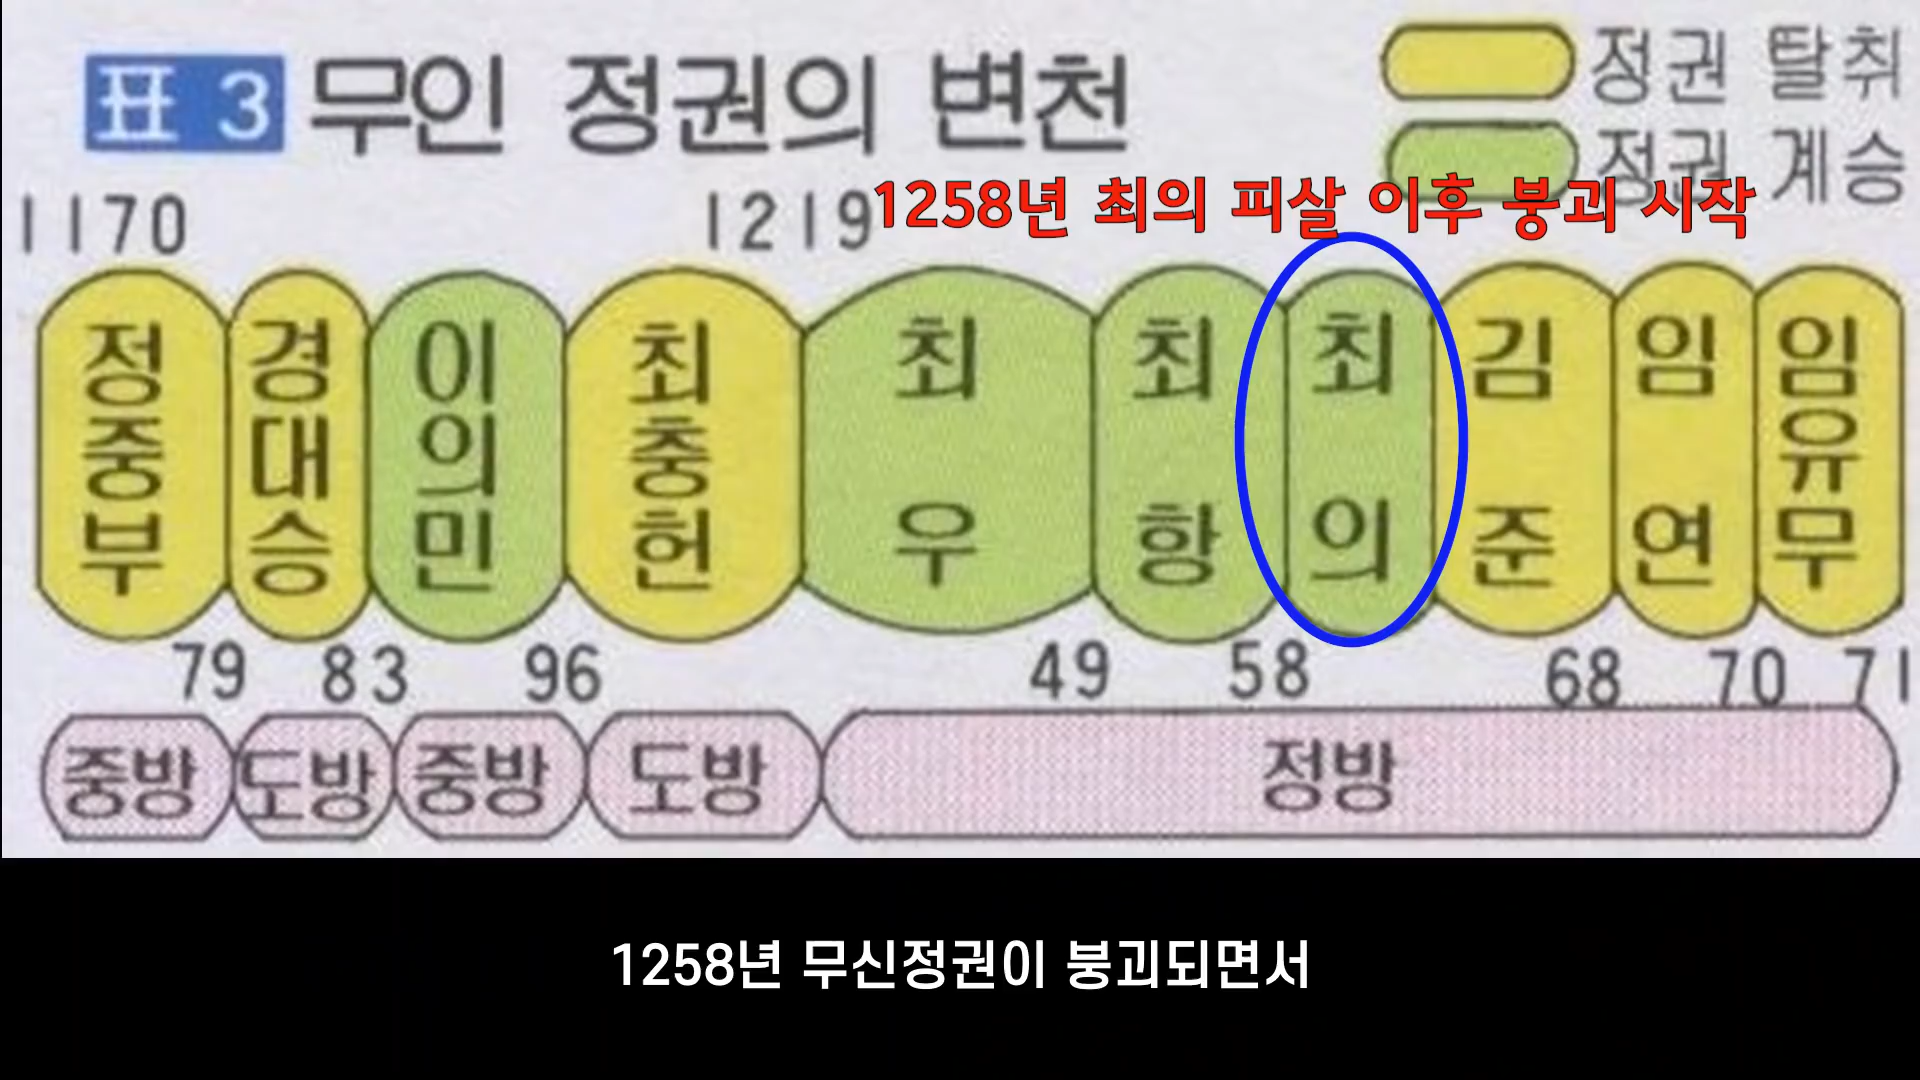 표 3 무인 정권의 변천
정권 탈취
정권 계승
1258년 최의 피살 이후 붕괴 시작
1170 1219
정중부 경대승 이의민 최충헌 최우 최항 최의 김준 임연 임유무
79 83 96 49 58 68 70 71
중방 도방 중방 도방 정방
1258년 무신정권이 붕괴되면서